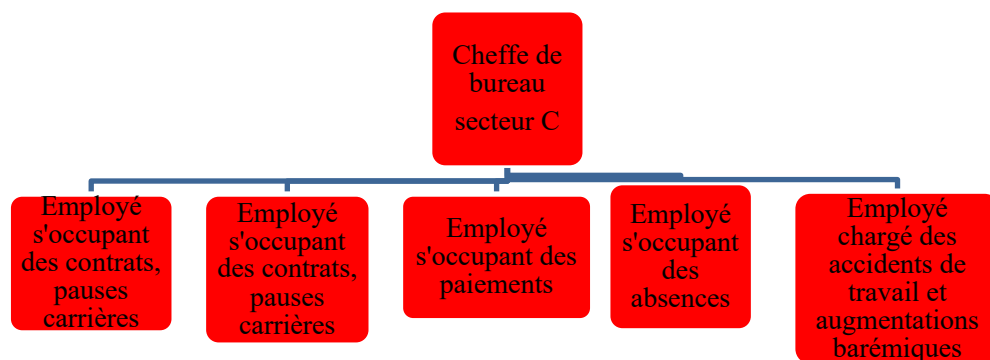 Cheffe de
bureau
secteur C
Employé
s'occupant
des contrats,
pauses
carrières
Employé
s'occupant
des contrats,
pauses
carrières
Employé
s'occupant des
paiements
Employé
s'occupant
des
absences
Employé
chargé des
accidents de
travail et
augmentations
barémiques